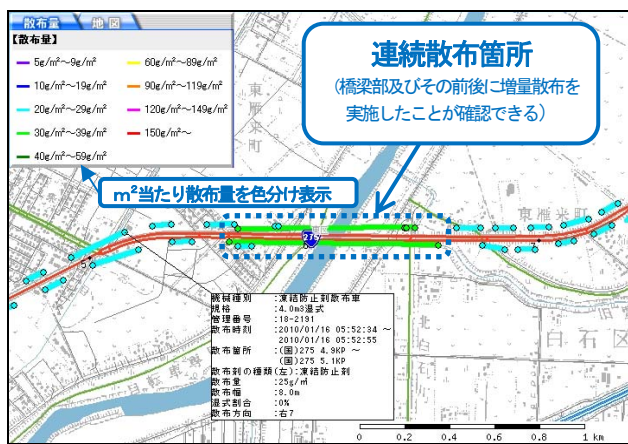 散布量 地図
【散布量】
5g/m²～9g/m²
10g/m²～19g/m²
20g/m²～29g/m²
30g/m²～39g/m²
40g/m²～59g/m²
60g/m²～89g/m²
90g/m²～119g/m²
120g/m²～149g/m²
150g/m²～
連続散布箇所
(橋梁部及びその前後に増量散布を
実施したことが確認できる)
m²当たり散布量を色分け表示
東雁来町
東雁来町
機械種別 :凍結防止剤散布車
規格 :4.0m3湿式
管理番号 :18-2191
散布時刻 :2010/01/16 05:52:34 ～
2010/01/16 05:52:55
散布箇所 :(国)275 4.9KP ～
(国)275 5.1KP
散布剤の種類(左):凍結防止剤
散布量 :25g/㎡
散布幅 :8.0m
湿式割合 :0%
散布方向 :右7
白石区
0 0.2 0.4 0.6 0.8 1 km